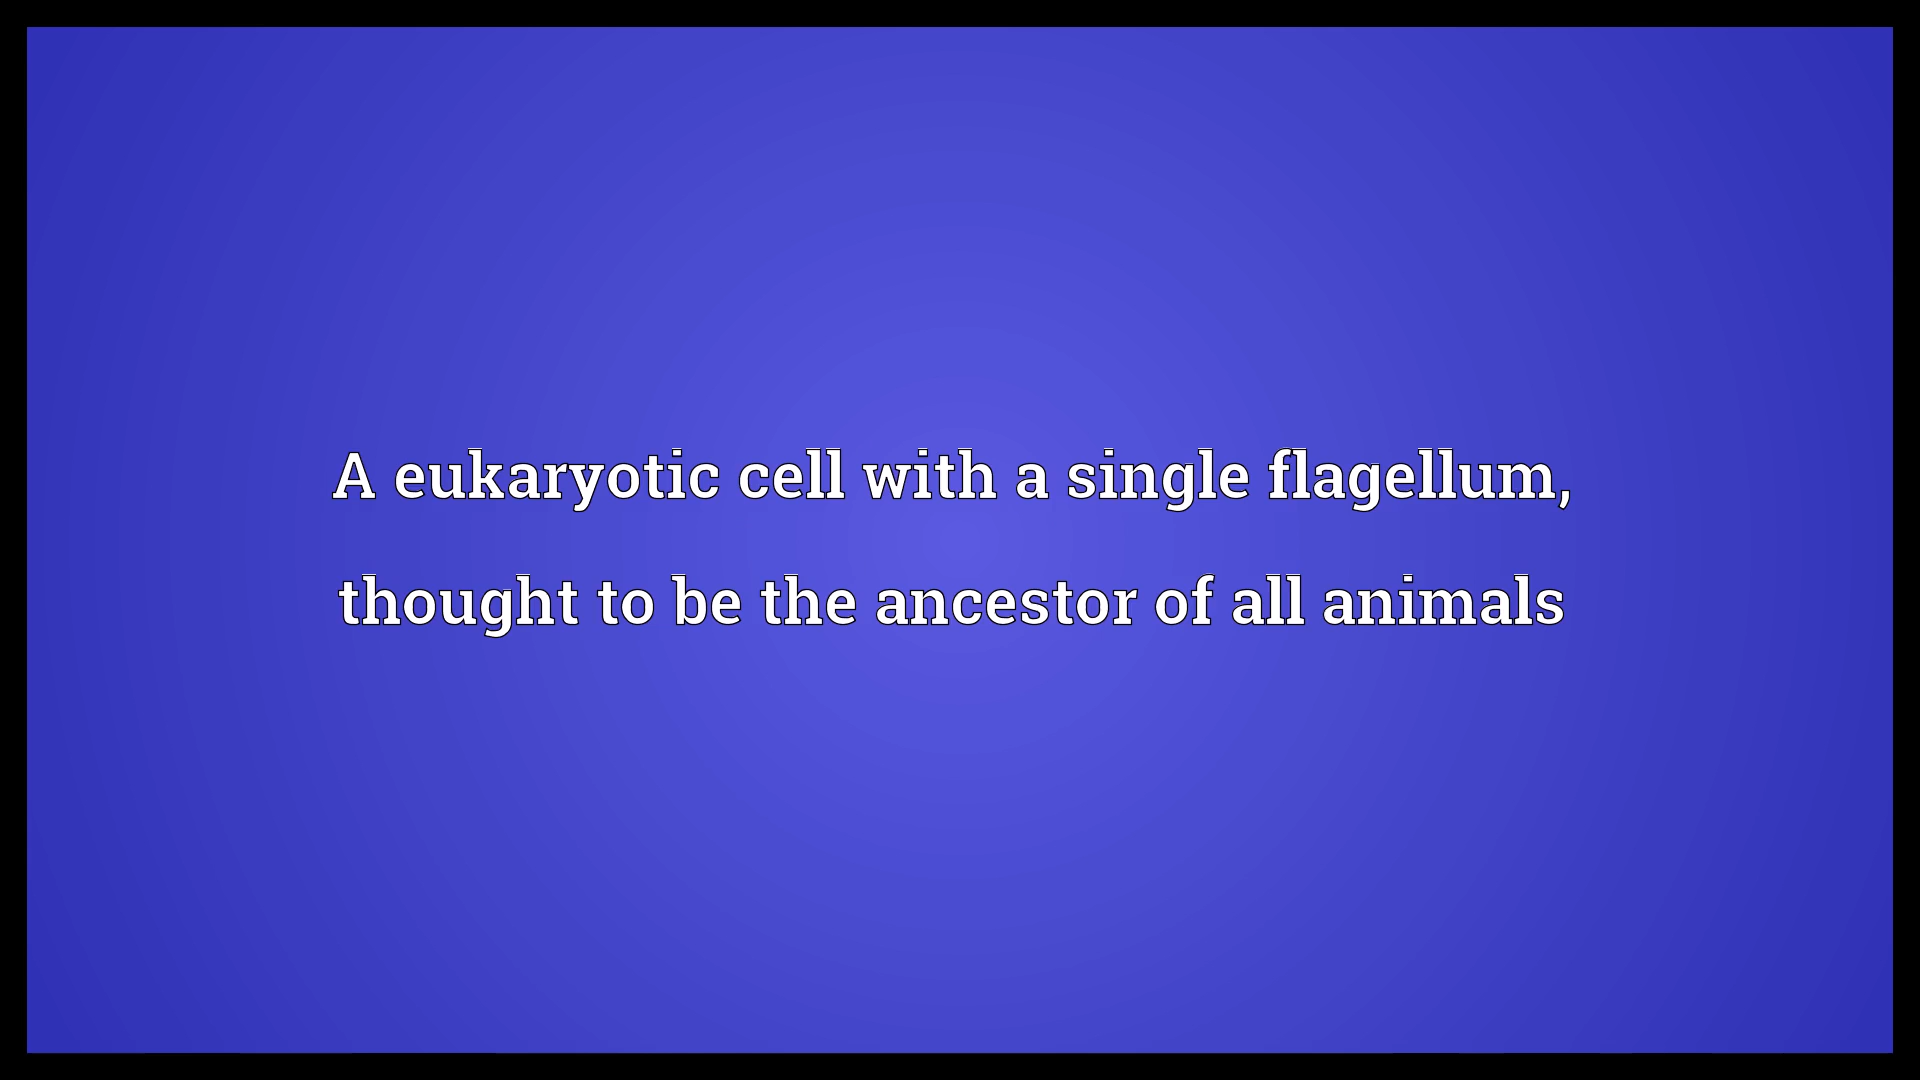 A eukaryotic cell with a single flagellum,
thought to be the ancestor of all animals